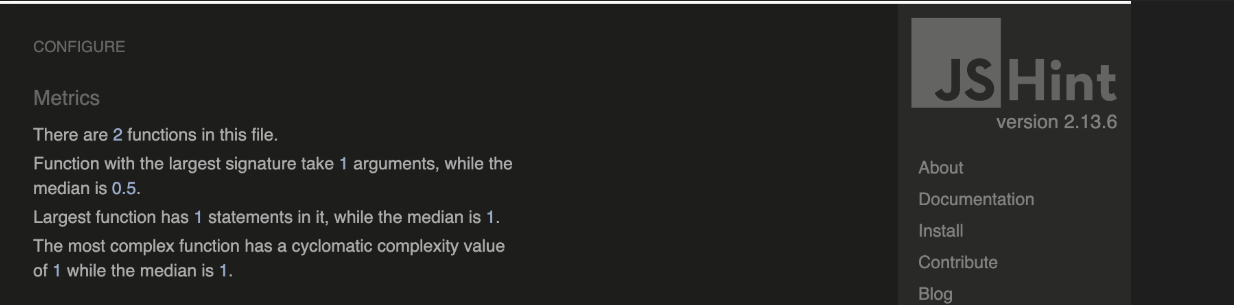 CONFIGURE
Metrics
There are 2 functions in this file.
Function with the largest signature take 1 arguments, while the
median is 0.5.
Largest function has 1 statements in it, while the median is 1.
The most complex function has a cyclomatic complexity value
of 1 while the median is 1.
JSHint
version 2.13.6
About
Documentation
Install
Contribute
Blog